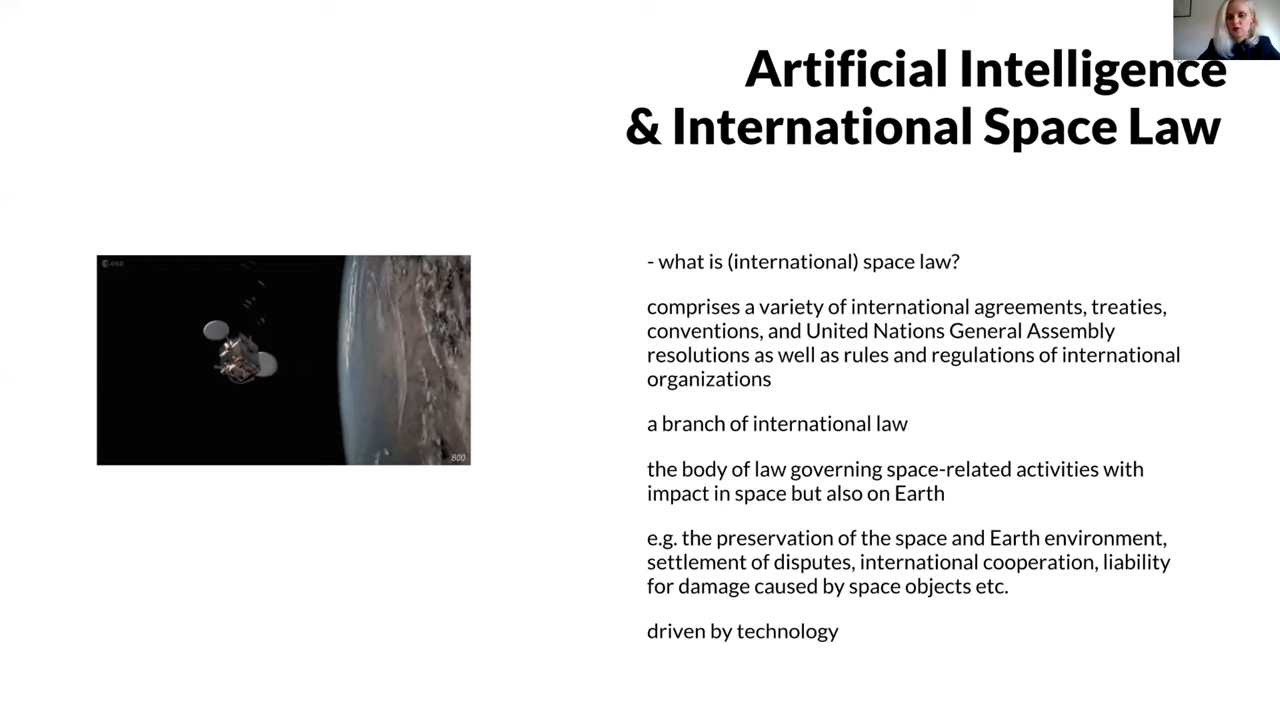 Artificial Intelligence
& International Space Law
esa
800
- what is (international) space law?
comprises a variety of international agreements, treaties,
conventions, and United Nations General Assembly
resolutions as well as rules and regulations of international
organizations
a branch of international law
the body of law governing space-related activities with
impact in space but also on Earth
e.g. the preservation of the space and Earth environment,
settlement of disputes, international cooperation, liability
for damage caused by space objects etc.
driven by technology